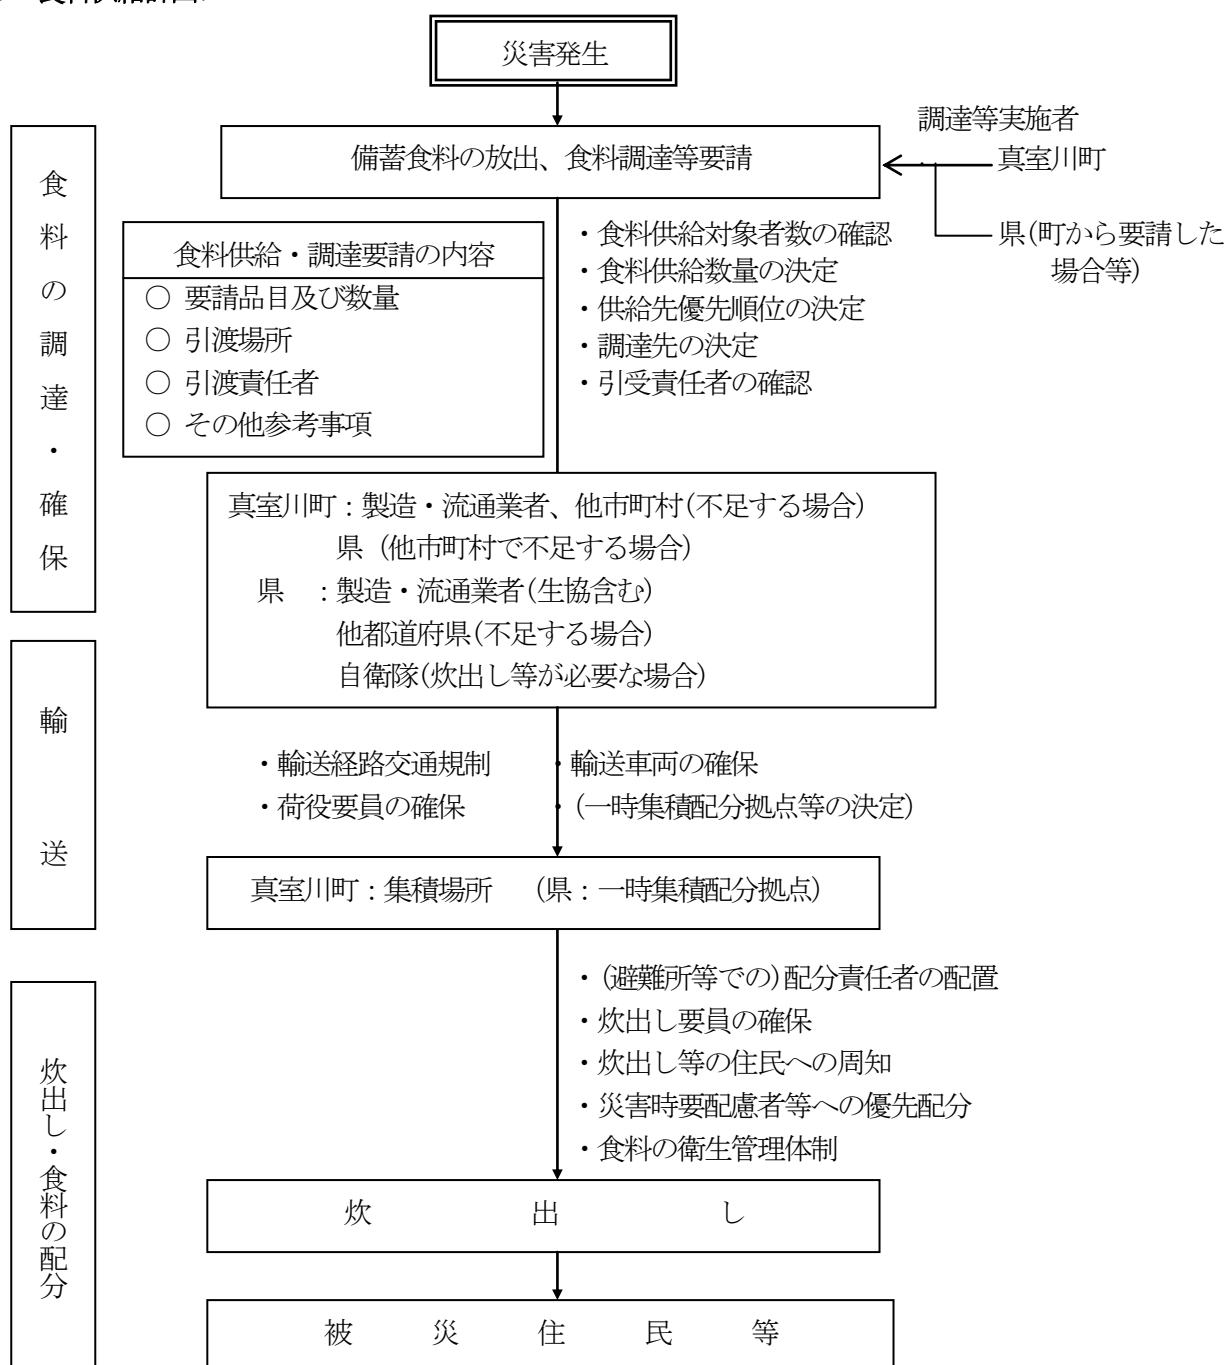 災害発生
調達等実施者
備蓄食料の放出、食料調達等要請
真室川町
県(町から要請した
場合等)
食料の調達・確保
食料供給・調達要請の内容
○ 要請品目及び数量
○ 引渡場所
○ 引渡責任者
○ その他参考事項
・食料供給対象者数の確認
・食料供給数量の決定
・供給先優先順位の決定
・調達先の決定
・引受責任者の確認
真室川町：製造・流通業者、他市町村(不足する場合)
県 (他市町村で不足する場合)
県　：製造・流通業者(生協含む)
他都道府県(不足する場合)
自衛隊(炊出し等が必要な場合)
輸送
・輸送経路交通規制　　・輸送車両の確保
・荷役要員の確保　　　・(一時集積配分拠点等の決定)
真室川町：集積場所　(県：一時集積配分拠点)
炊出し・食料の配分
・(避難所等での)配分責任者の配置
・炊出し要員の確保
・炊出し等の住民への周知
・災害時要配慮者等への優先配分
・食料の衛生管理体制
炊　出　し
被　災　住　民　等